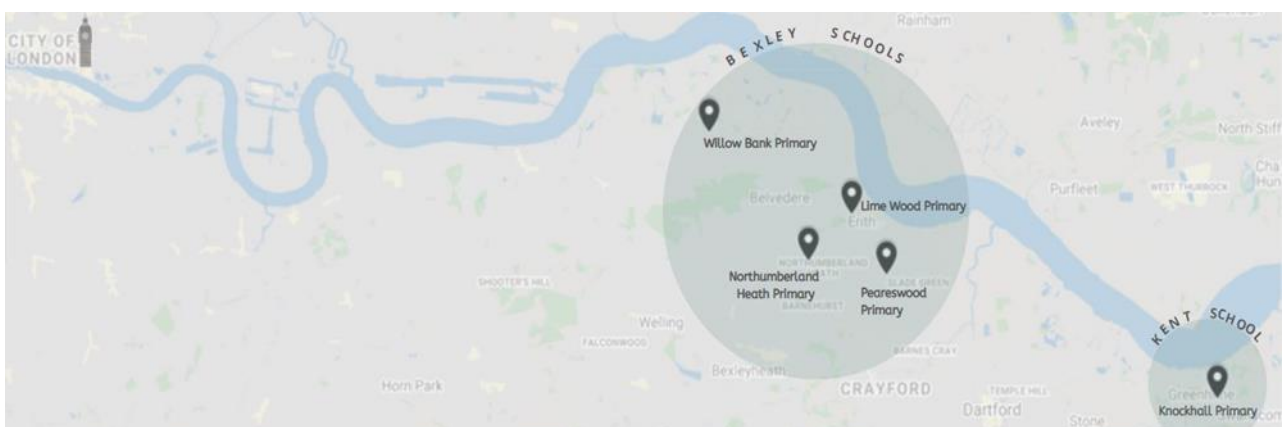 CITY OF
LONDON
BEXLEY SCHOOLS
Rainham
Willow Bank Primary
Aveley
North Stiff
Belvedere
Purfleet
WEST THURROCK
Lime Wood Primary
Erith
NORTHUMBERLAND
SHOOTER'S HILL
SLADE GREEN
Northumberland
Heath Primary
Peareswood
Primary
BARNEHURST
Welling
FALCONWOOD
KENT SCHOOL
BARNES CRAY
Bexleyheath
Horn Park
CRAYFORD
TEMPLE HILL
Dartford
Stone
Knockhall Primary